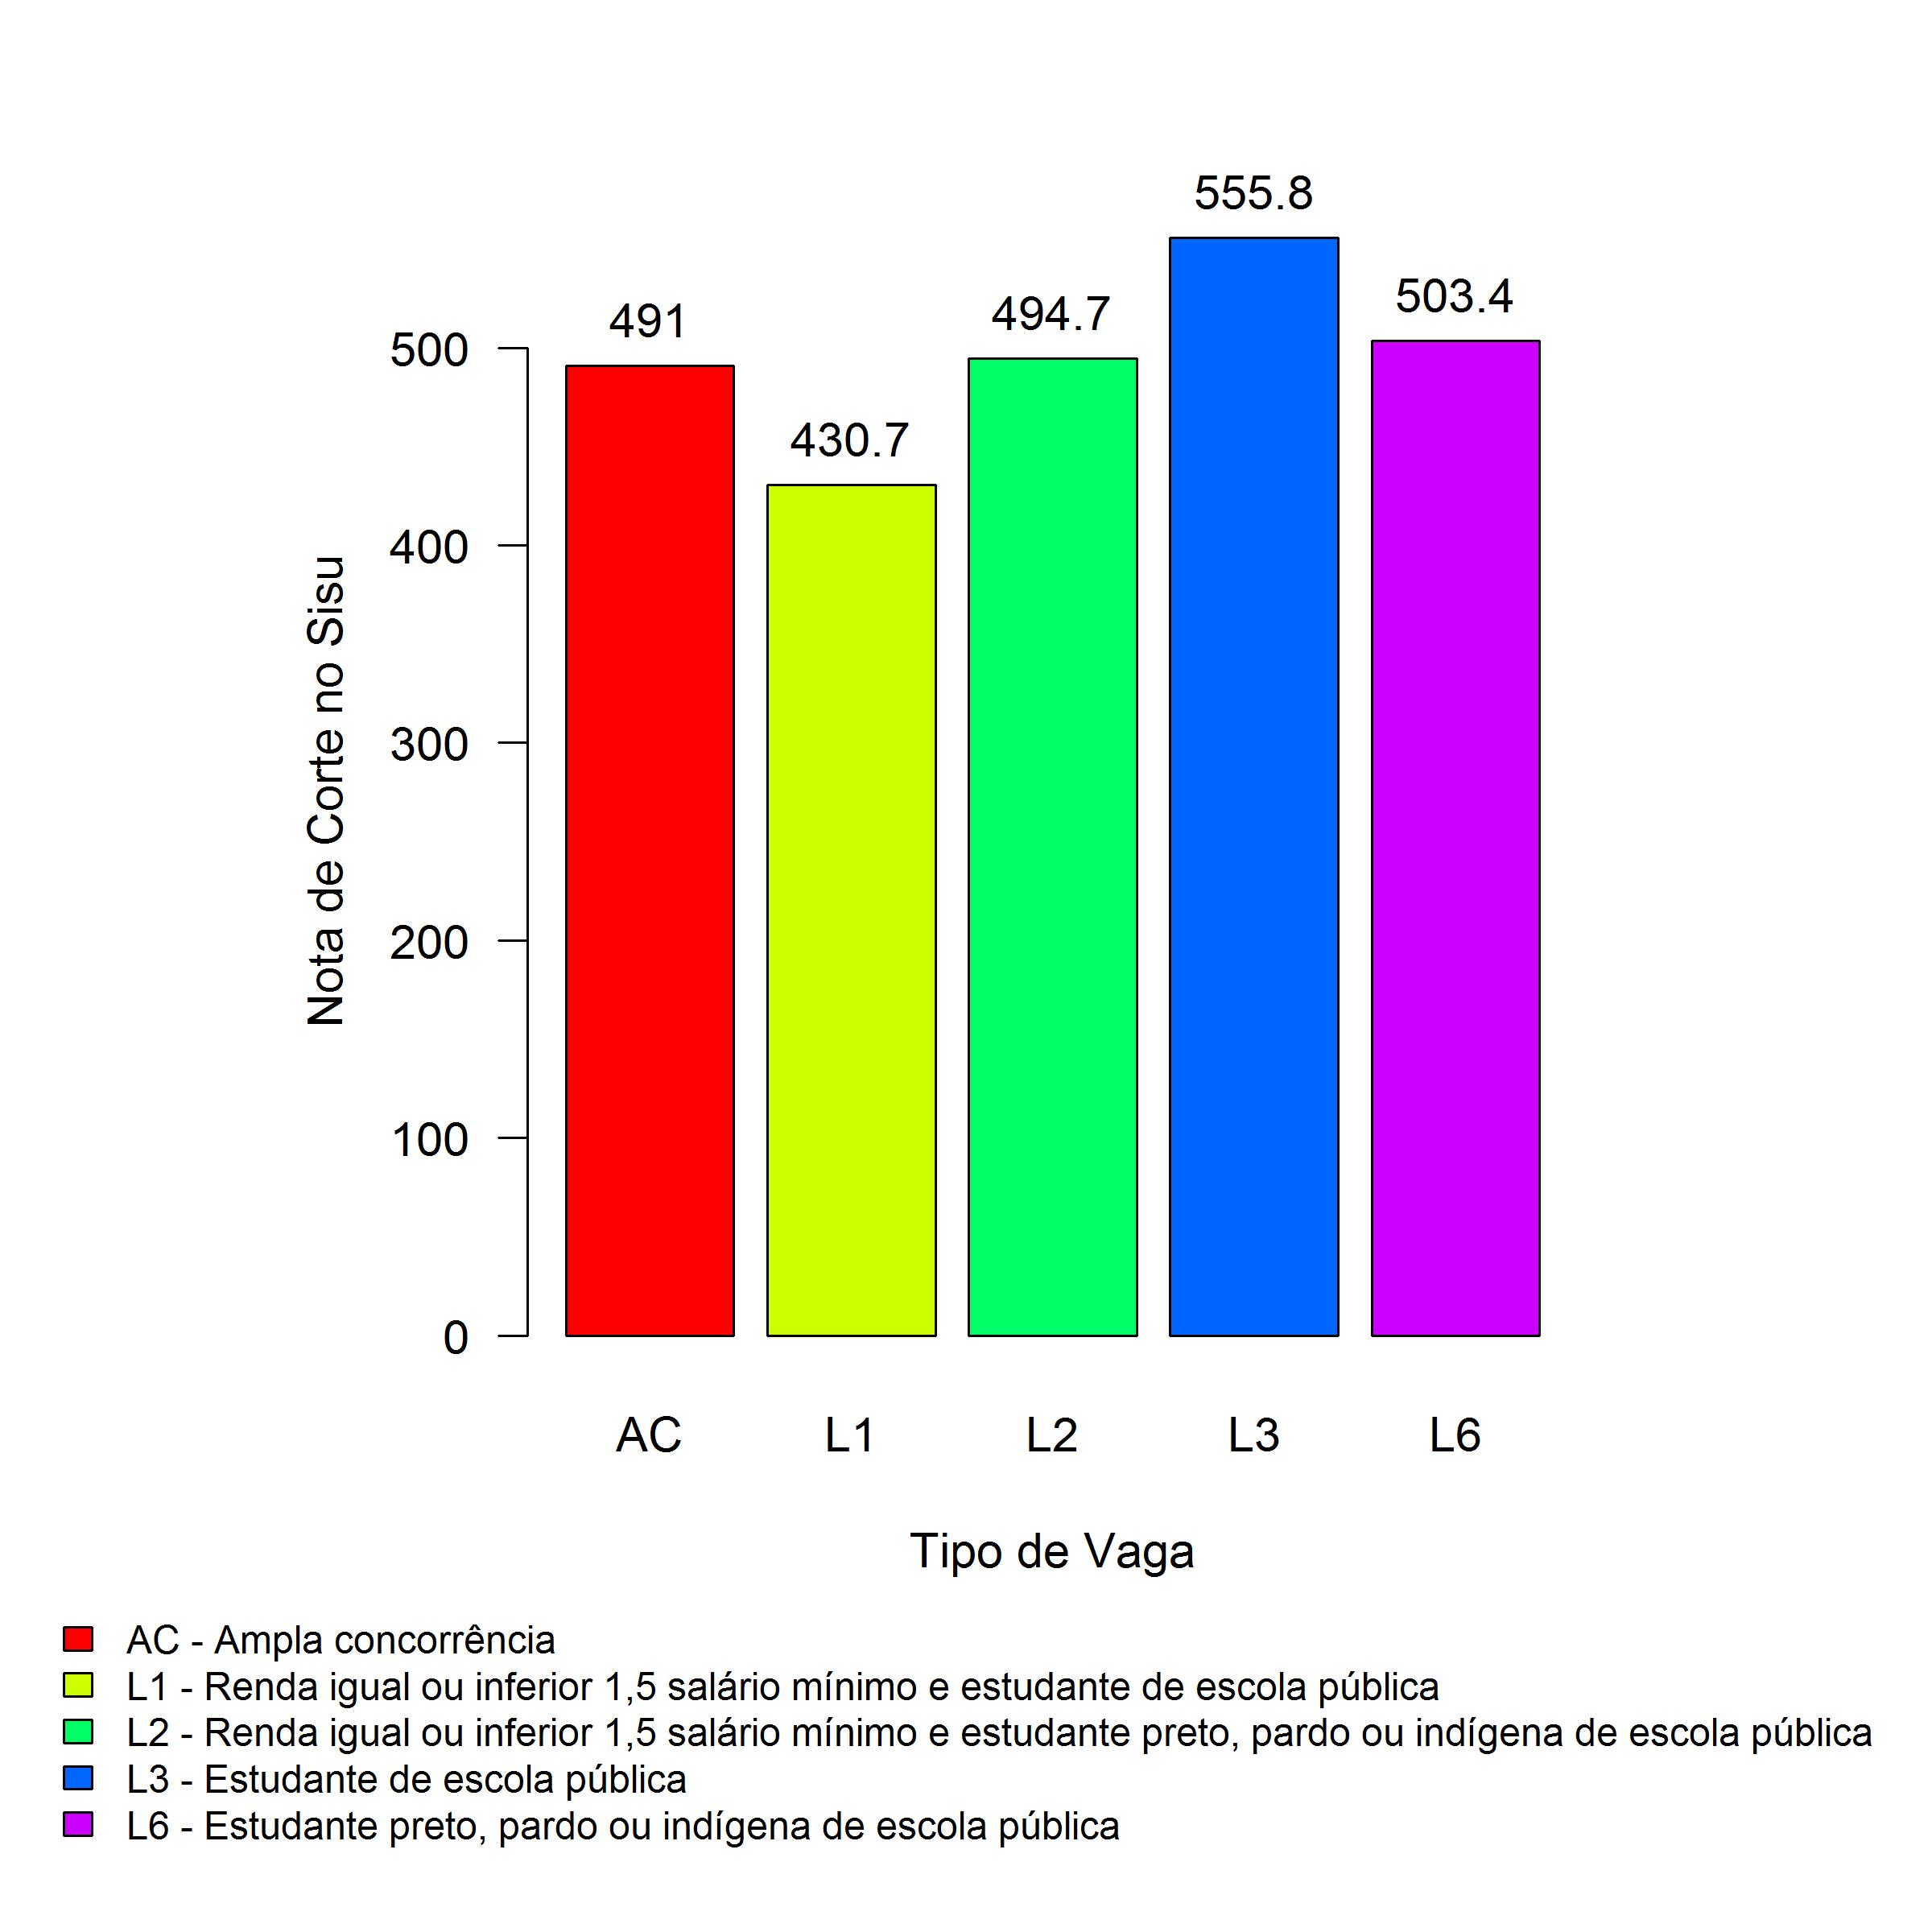 555.8
503.4
494.7
491
430.7
500
400
300
200
100
0
Nota de Corte no Sisu
AC L1 L2 L3 L6
Tipo de Vaga
AC - Ampla concorrência
L1 - Renda igual ou inferior 1,5 salário mínimo e estudante de escola pública
L2 - Renda igual ou inferior 1,5 salário mínimo e estudante preto, pardo ou indígena de escola pública
L3 - Estudante de escola pública
L6 - Estudante preto, pardo ou indígena de escola pública